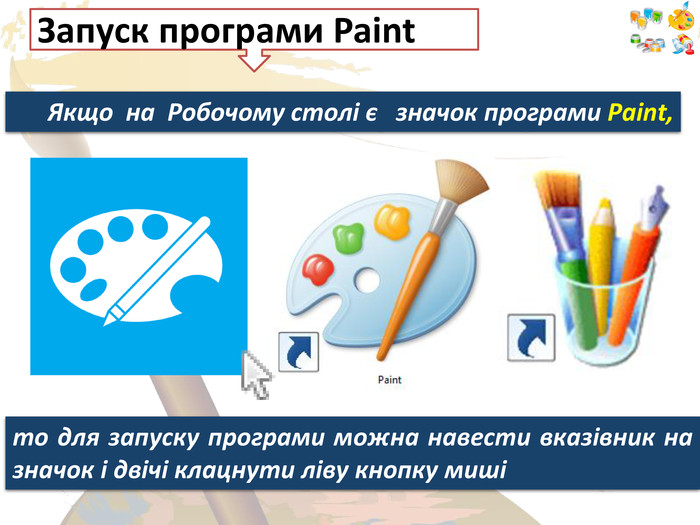 Запуск програми Paint
Якщо на Робочому столі є значок програми Paint,
Paint
то для запуску програми можна навести вказівник на
значок і двічі клацнути ліву кнопку миші